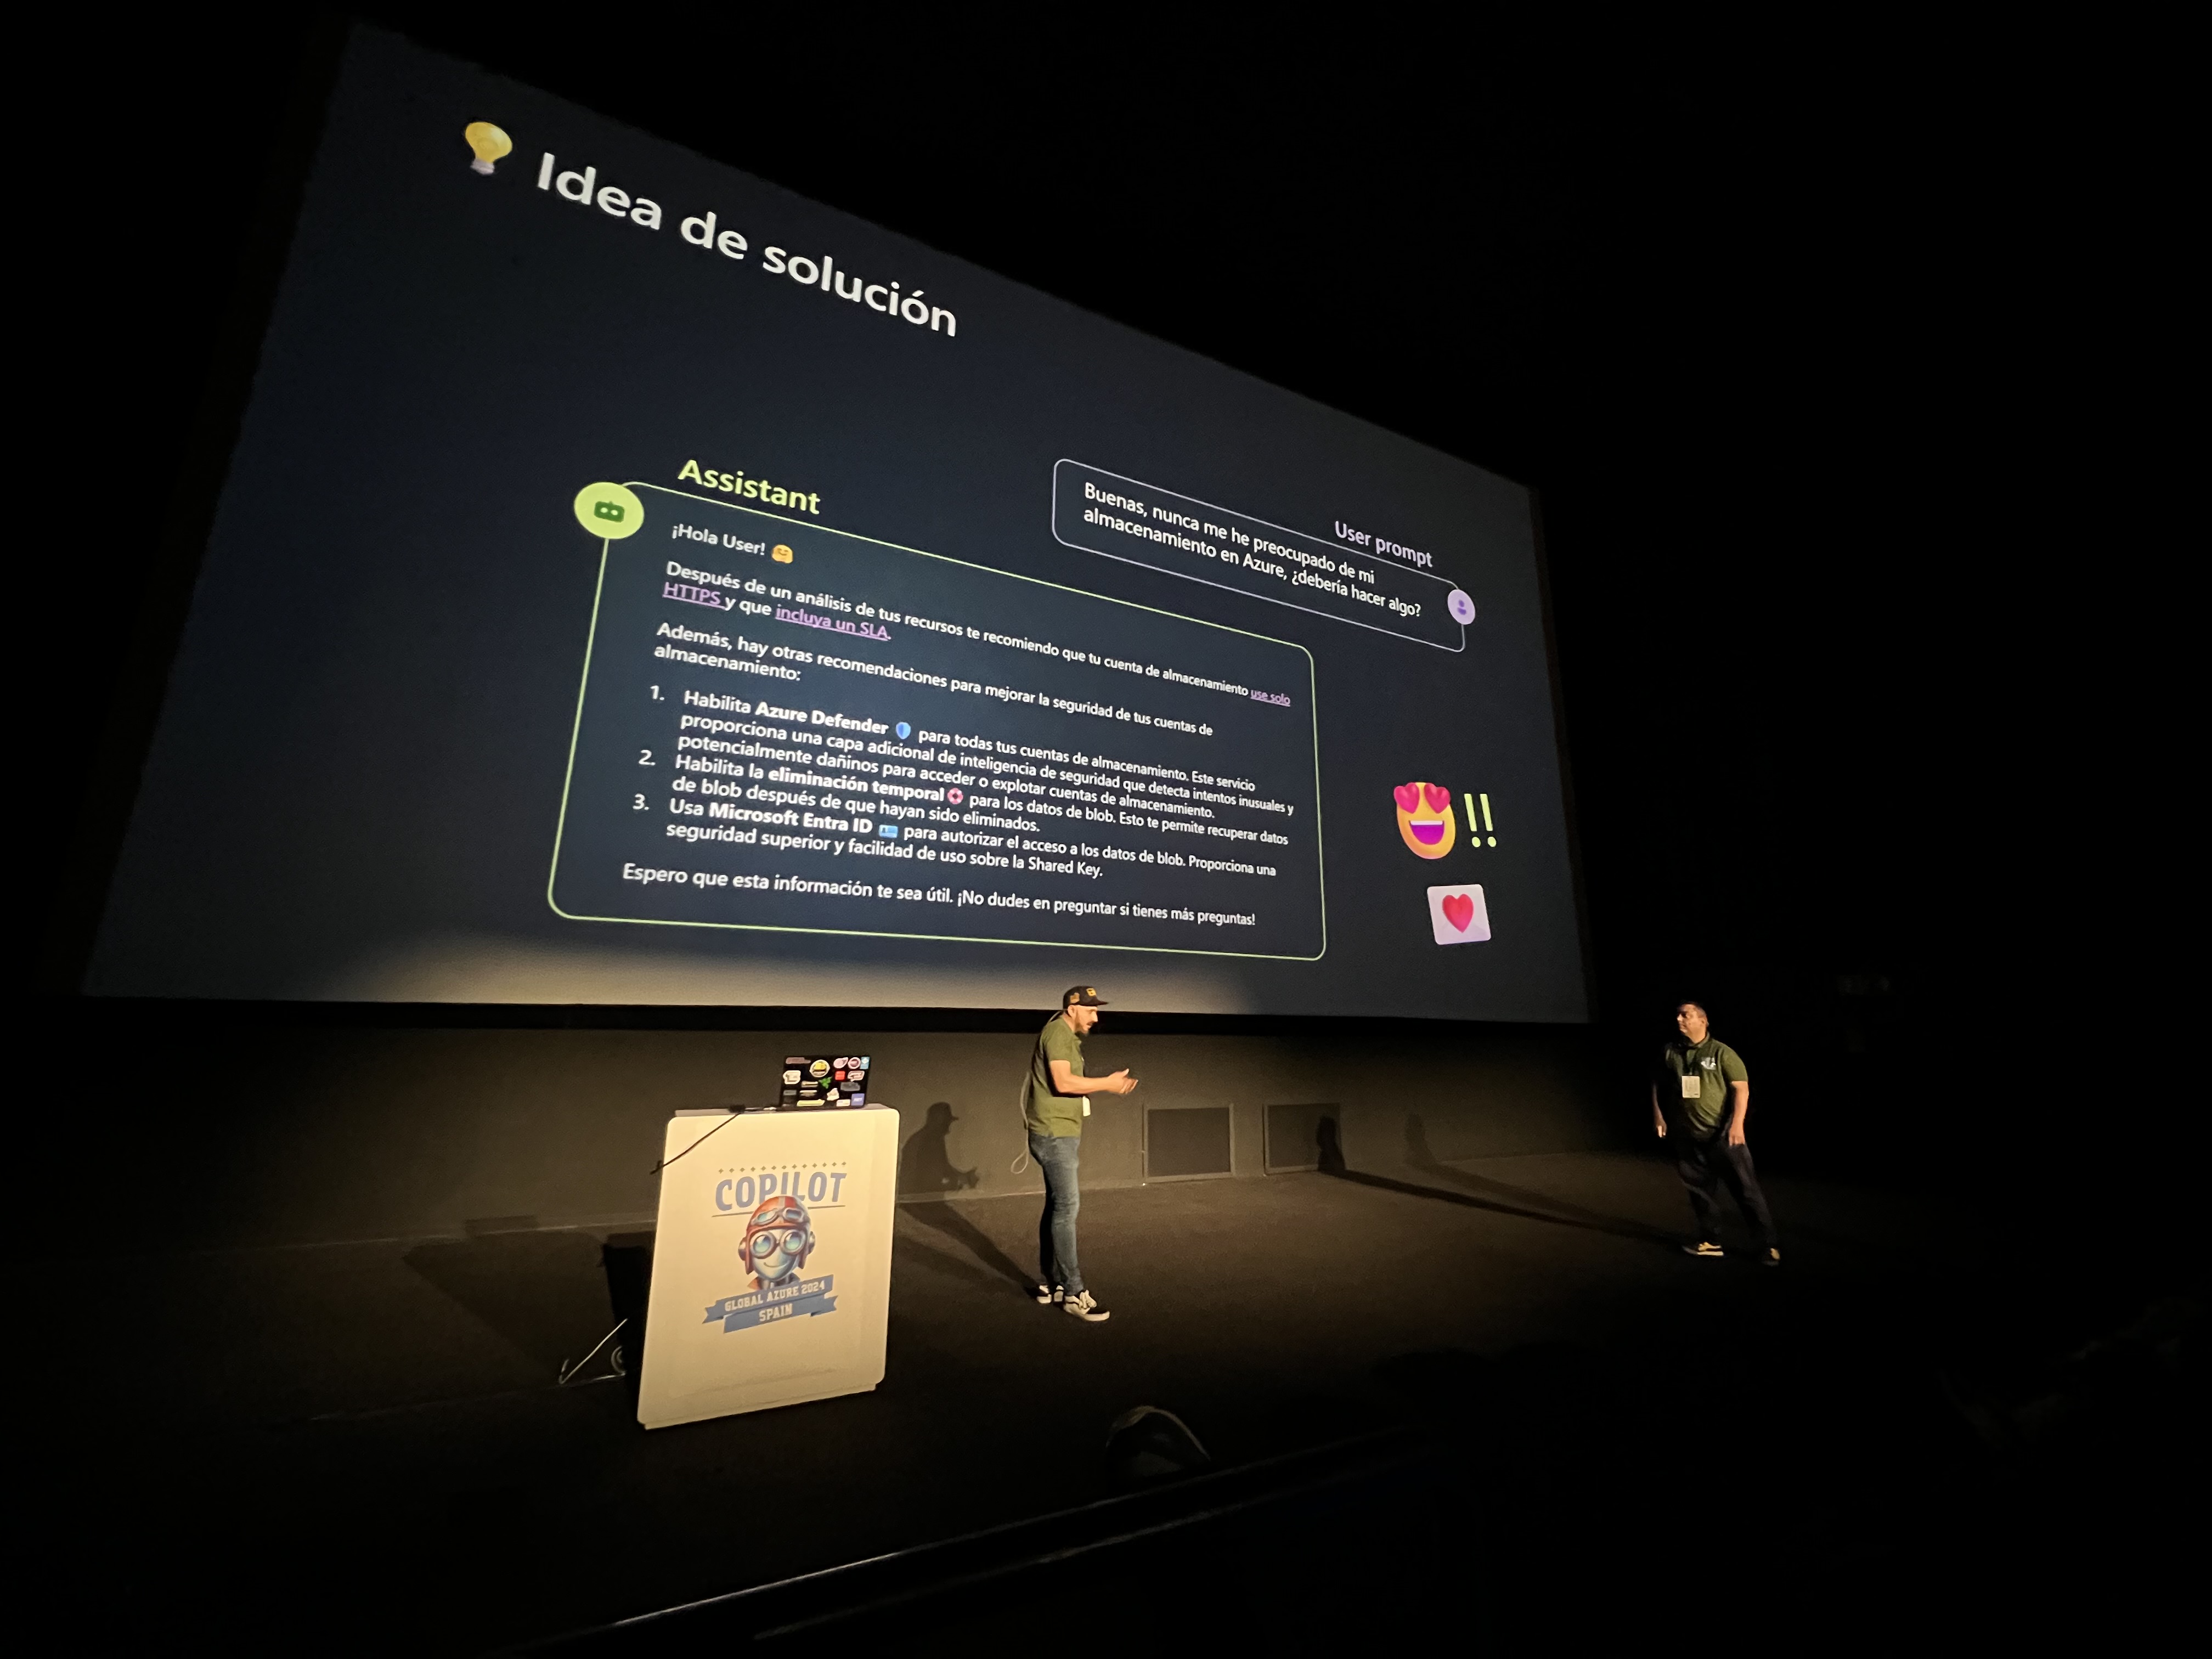 Idea de solución
User prompt
Buenas, nunca me he preocupado de mi
almacenamiento en Azure, ¿debería hacer algo?
Assistant
¡Hola User!
Después de un análisis de tus recursos te recomiendo que tu cuenta de almacenamiento use solo
HTTPS y que incluya un SLA.
Además, hay otras recomendaciones para mejorar la seguridad de tus cuentas de
almacenamiento:
1. Habilita Azure Defender para todas tus cuentas de almacenamiento. Este servicio
proporciona una capa adicional de inteligencia de seguridad que detecta intentos inusuales y
potencialmente dañinos para acceder o explotar cuentas de almacenamiento.
2. Habilita la eliminación temporal para los datos de blob. Esto te permite recuperar datos
de blob después de que hayan sido eliminados.
3. Usa Microsoft Entra ID para autorizar el acceso a los datos de blob. Proporciona una
seguridad superior y facilidad de uso sobre la Shared Key.
Espero que esta información te sea útil. ¡No dudes en preguntar si tienes más preguntas!
!!
COPILOT
GLOBAL AZURE 2024
SPAIN